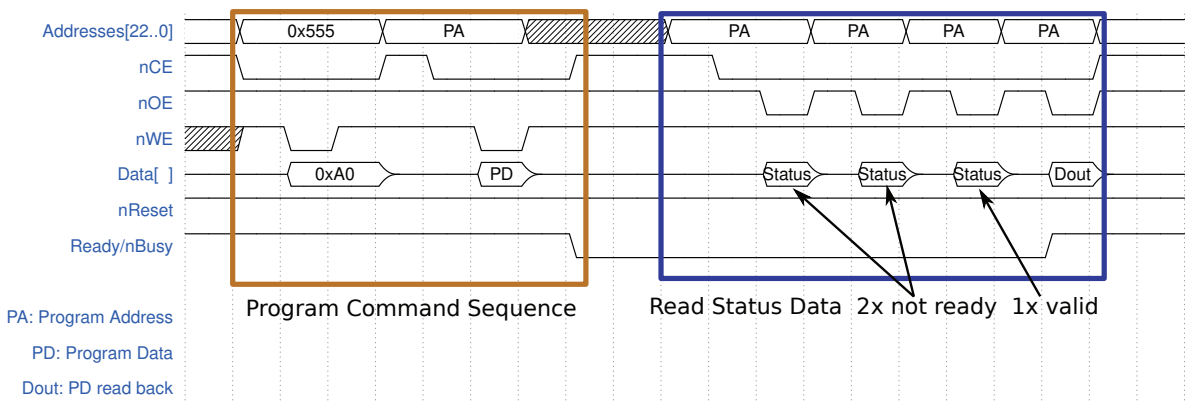 Addresses[22..0] 0x555 PA PA PA PA PA
nCE
nOE
nWE
Data[ ] 0xA0 PD Status Status Status Dout
nReset
Ready/nBusy
Program Command Sequence Read Status Data 2x not ready 1x valid
PA: Program Address
PD: Program Data
Dout: PD read back